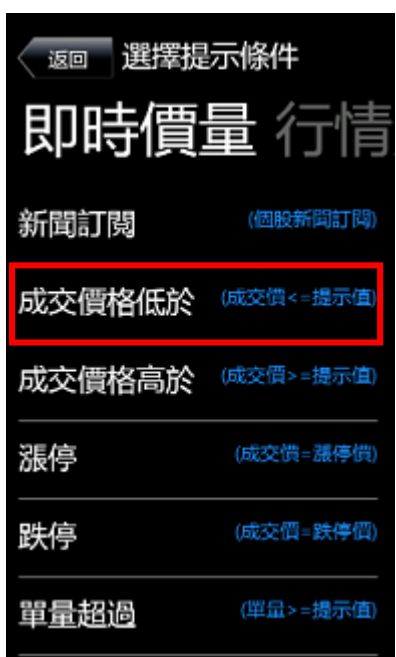 返回 選擇提示條件
即時價量 行情
新聞訂閱 (個股新聞訂閱)
成交價格低於 (成交價<=提示值)
成交價格高於 (成交價>=提示值)
漲停 (成交價=漲停價)
跌停 (成交價=跌停價)
單量超過 (單量>=提示值)